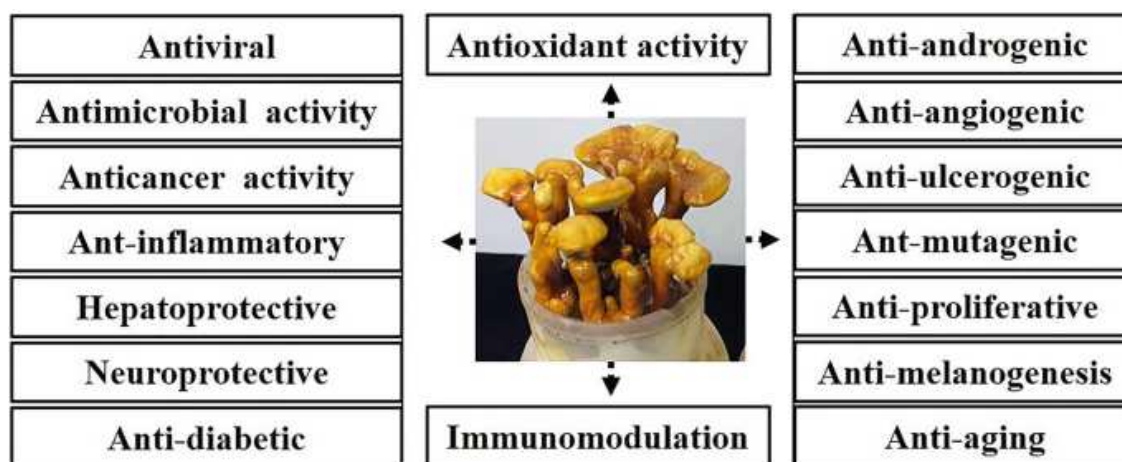 Antiviral
Antimicrobial activity
Anticancer activity
Ant-inflammatory
Hepatoprotective
Neuroprotective
Anti-diabetic
Antioxidant activity
Immunomodulation
Anti-androgenic
Anti-angiogenic
Anti-ulcerogenic
Ant-mutagenic
Anti-proliferative
Anti-melanogenesis
Anti-aging